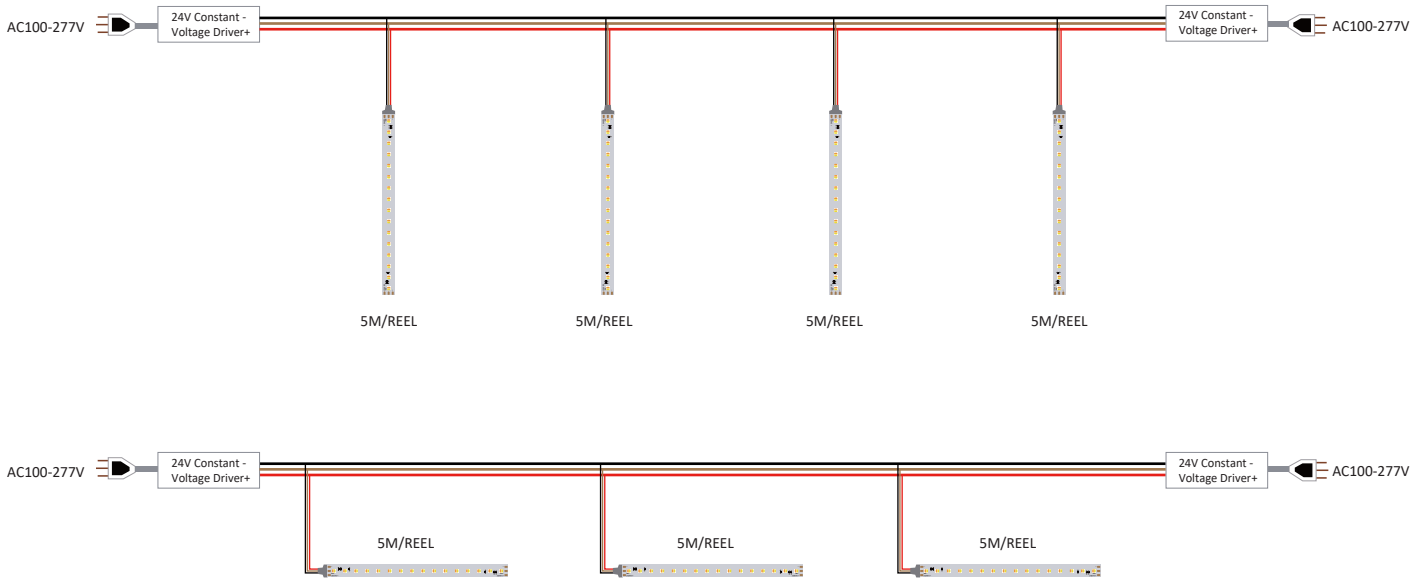 AC100-277V
24V Constant -
Voltage Driver+
24V Constant -
Voltage Driver+
AC100-277V
5M/REEL
5M/REEL
5M/REEL
5M/REEL
AC100-277V
24V Constant -
Voltage Driver+
24V Constant -
Voltage Driver+
AC100-277V
5M/REEL
5M/REEL
5M/REEL